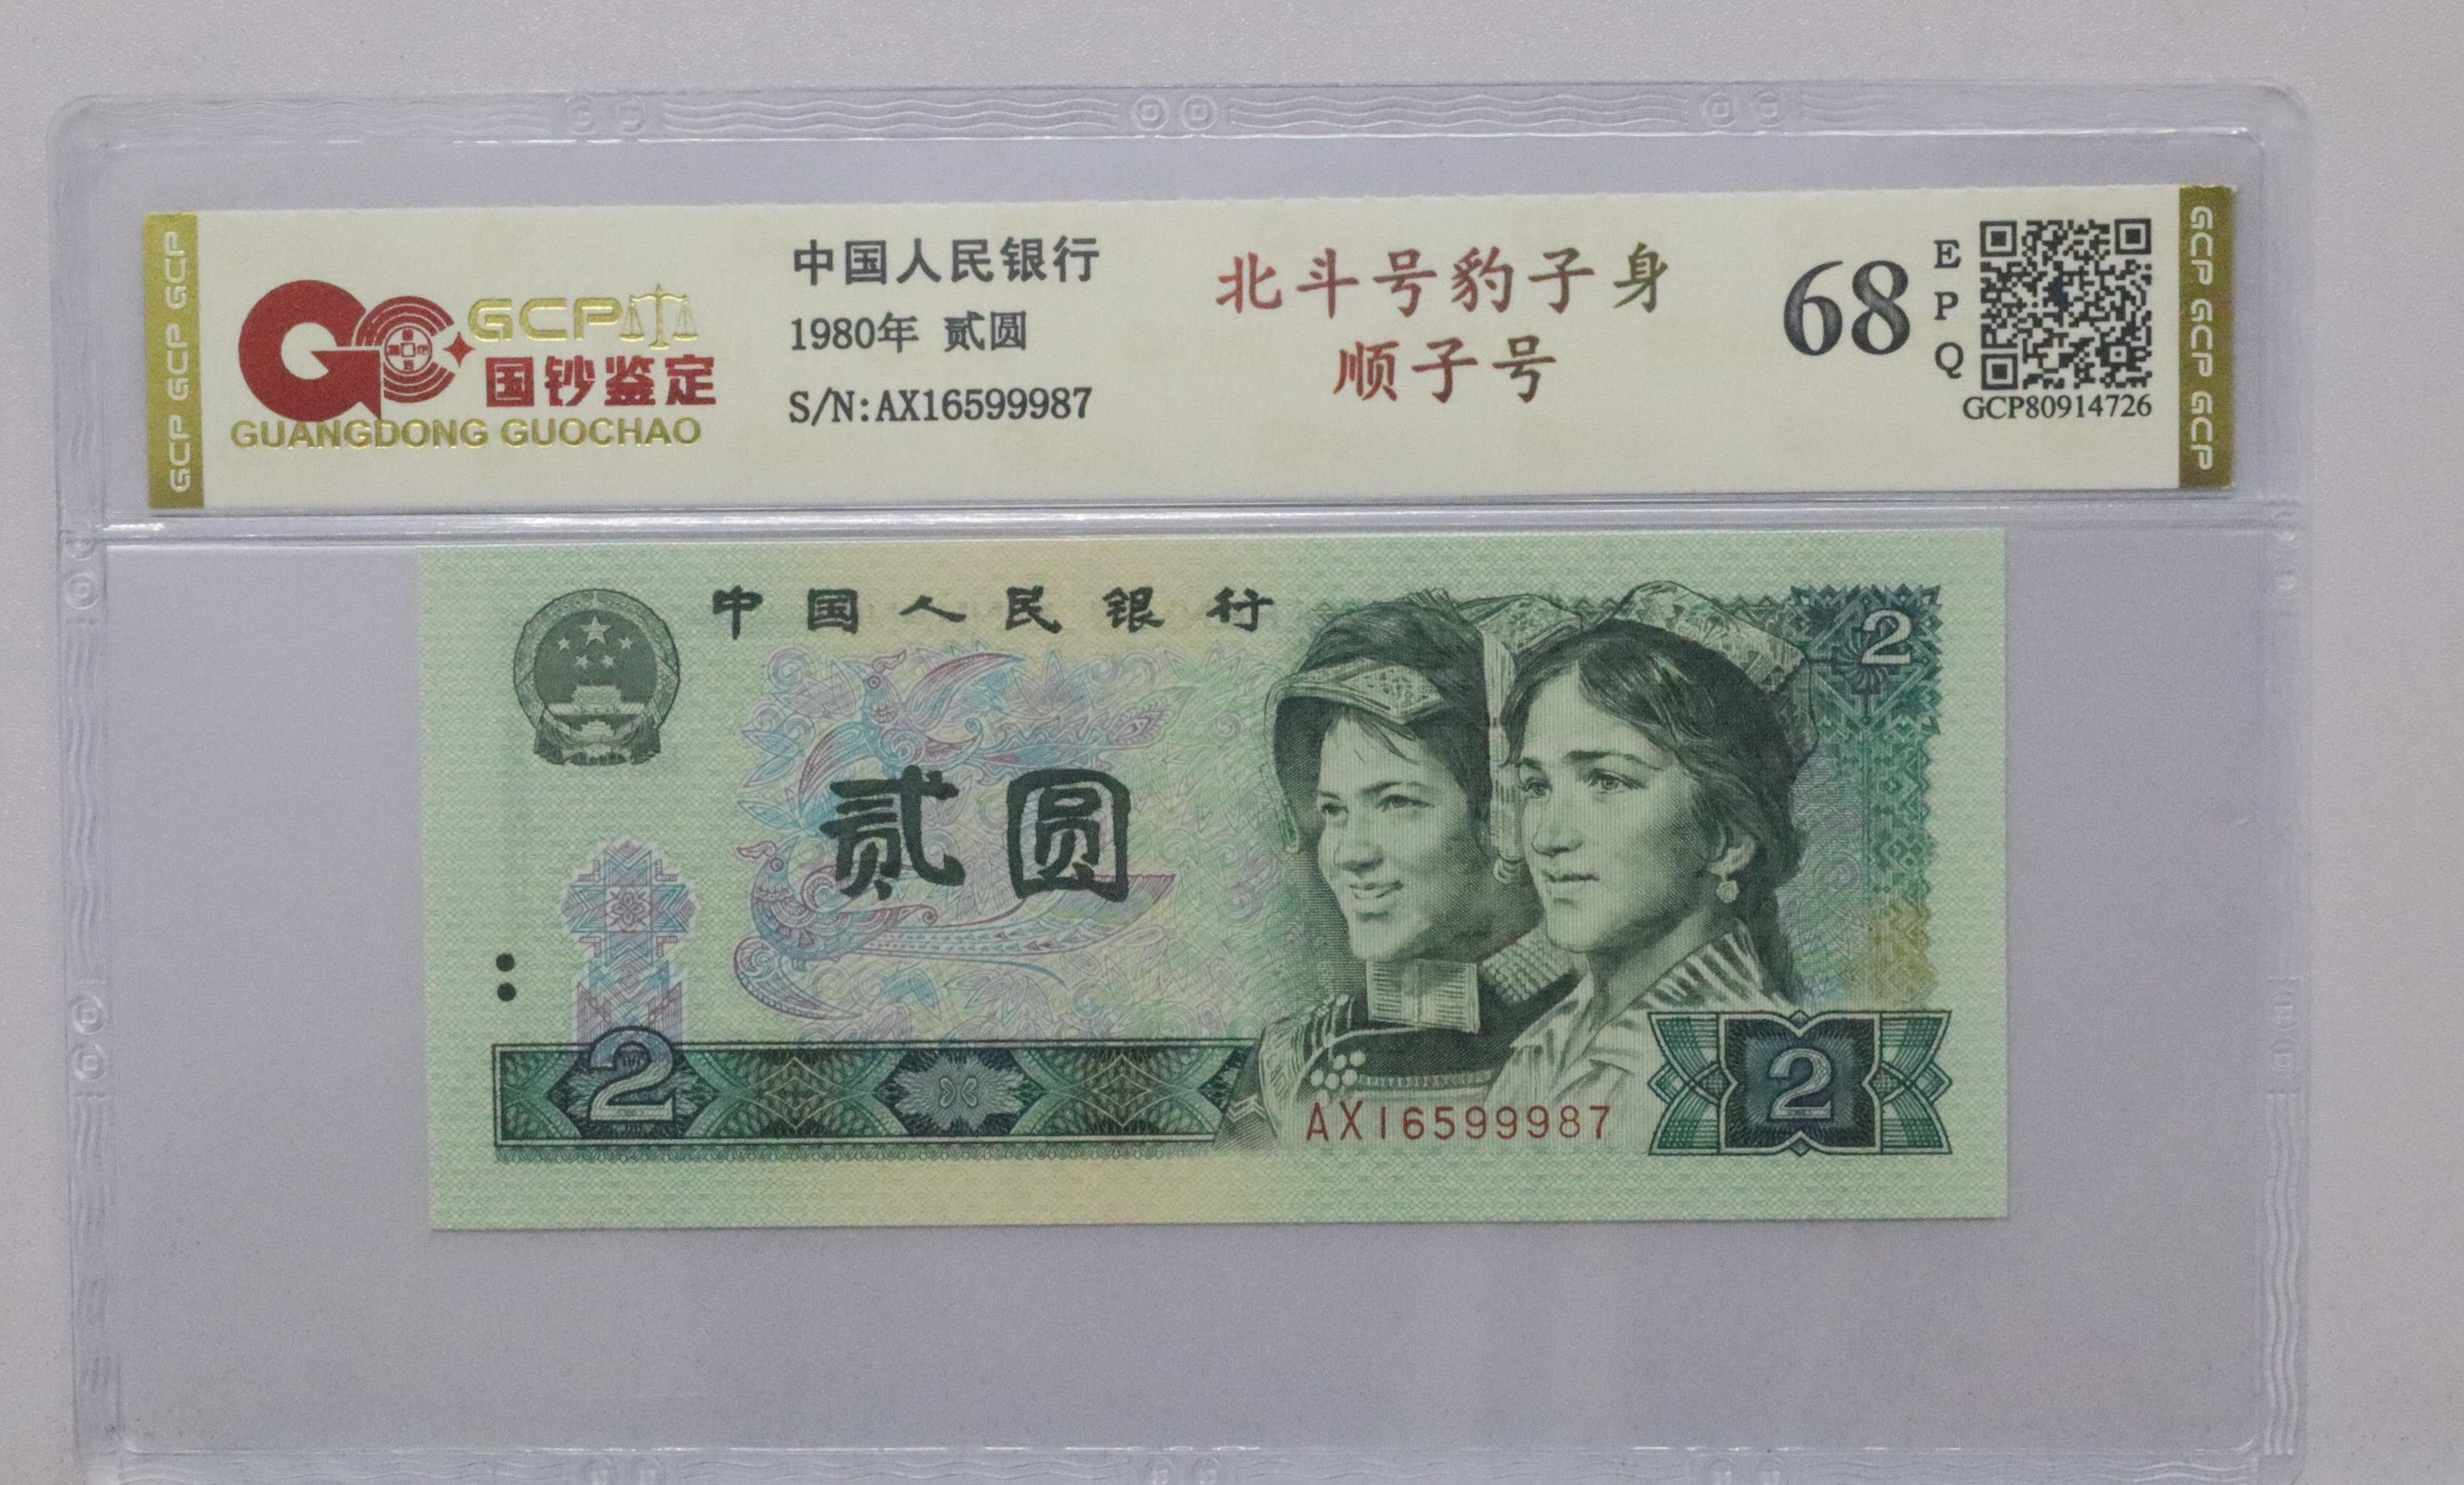 GCP GCP GCP
GCP
国钞鉴定
GUANGDONG GUOCHAO
中国人民银行
1980年 贰圆
S/N:AX16599987
北斗号豹子身
顺子号
68
EPQ
GCP80914726
GCP GCP GCP
中国人民银行
2
贰圆
2
AX16599987
2